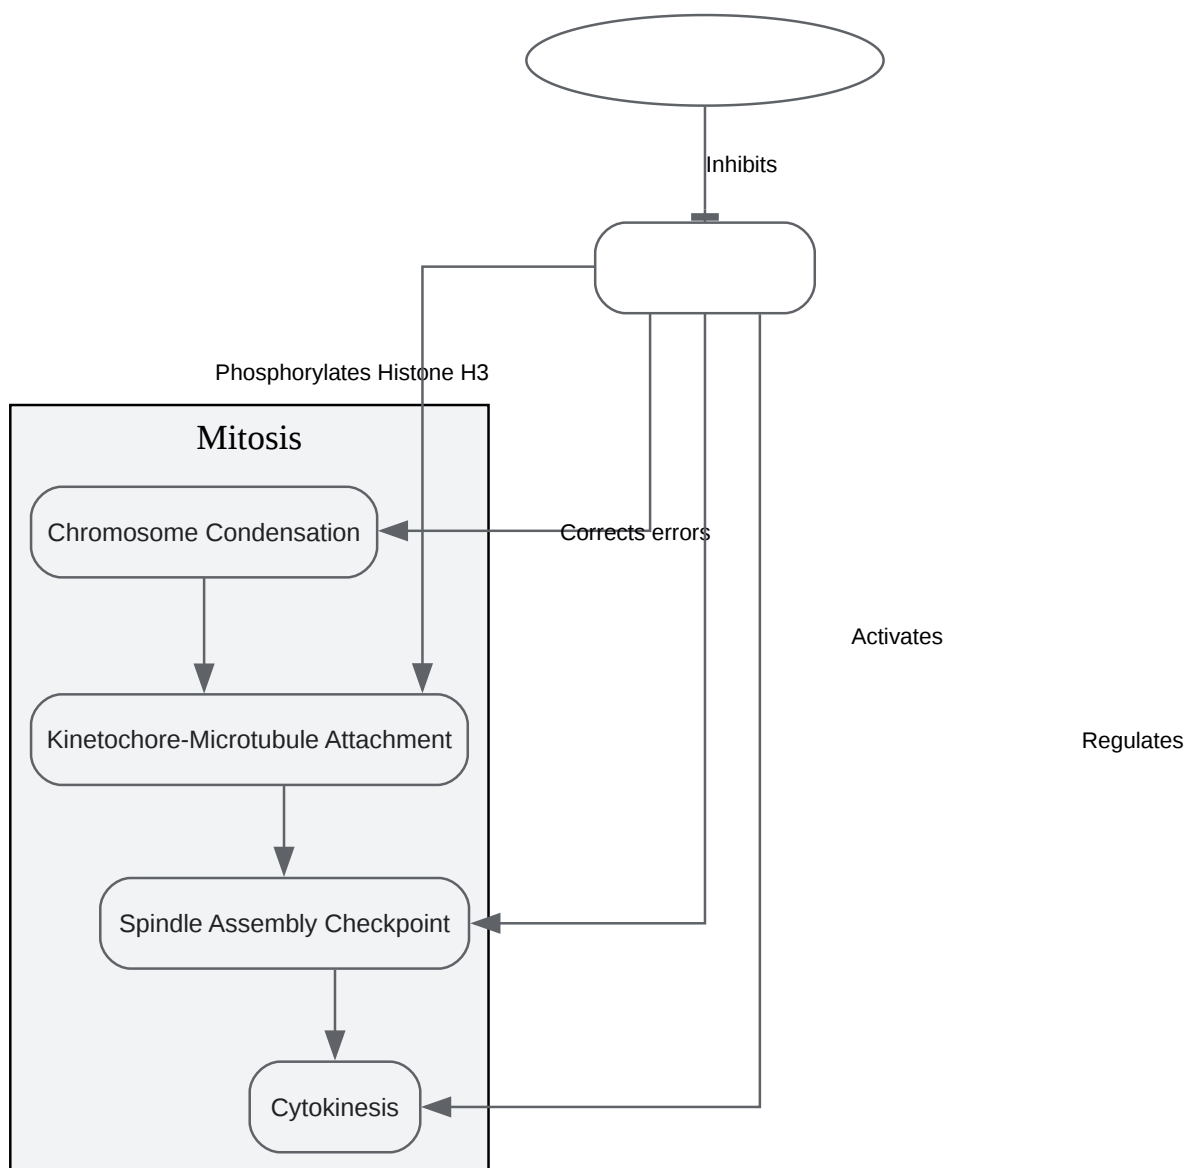 Inhibits
Phosphorylates Histone H3
Mitosis
Chromosome Condensation
Corrects errors
Activates
Kinetochore-Microtubule Attachment
Regulates
Spindle Assembly Checkpoint
Cytokinesis